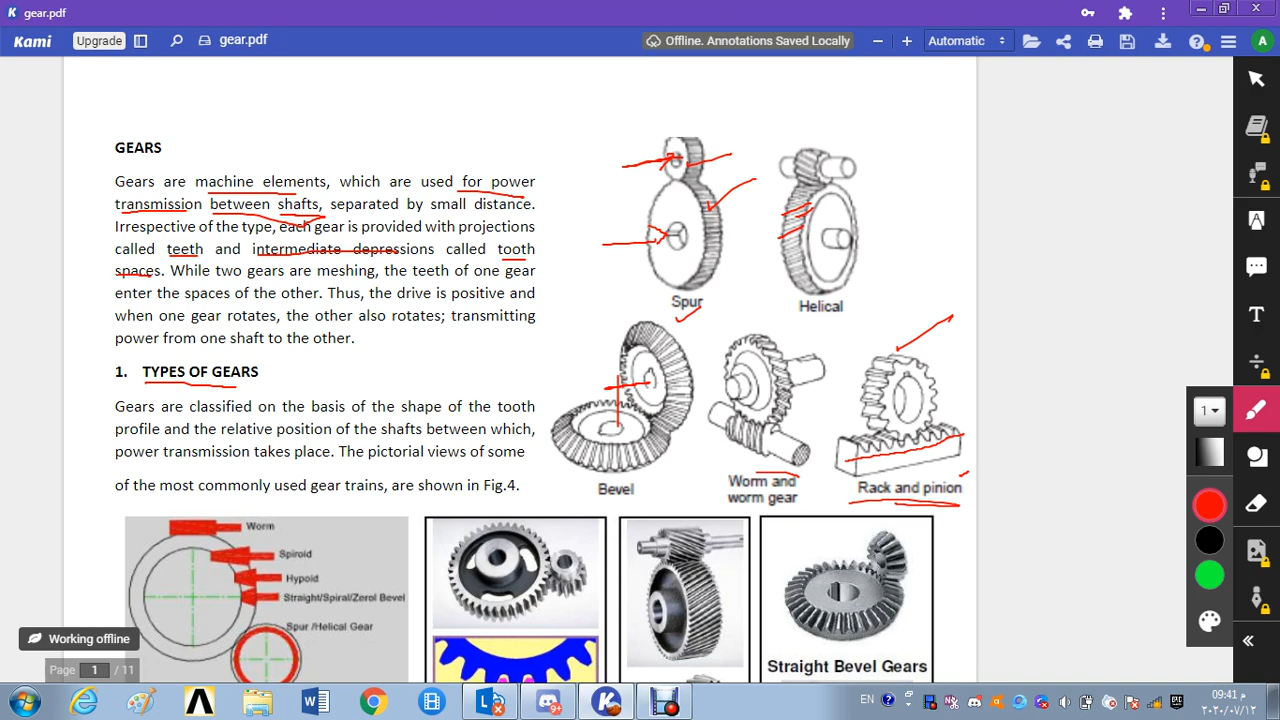 gear.pdf
Kami
Upgrade
gear.pdf
Offline. Annotations Saved Locally
Automatic
A
GEARS
Gears are machine elements, which are used for power
transmission between shafts, separated by small distance.
Irrespective of the type, each gear is provided with projections
called teeth and intermediate depressions called tooth
spaces. While two gears are meshing, the teeth of one gear
enter the spaces of the other. Thus, the drive is positive and
when one gear rotates, the other also rotates; transmitting
power from one shaft to the other.
1. TYPES OF GEARS
Gears are classified on the basis of the shape of the tooth
profile and the relative position of the shafts between which,
power transmission takes place. The pictorial views of some
of the most commonly used gear trains, are shown in Fig.4.
Spur
Helical
Bevel
Worm and
worm gear
Rack and pinion
Worm
Spiroid
Hypoid
Straight/Spiral/Zerol Bevel
Spur /Helical Gear
Straight Bevel Gears
1
Working offline
Page 1 / 11
EN
09:41 م
٢٠٢٠/٠٧/١٢